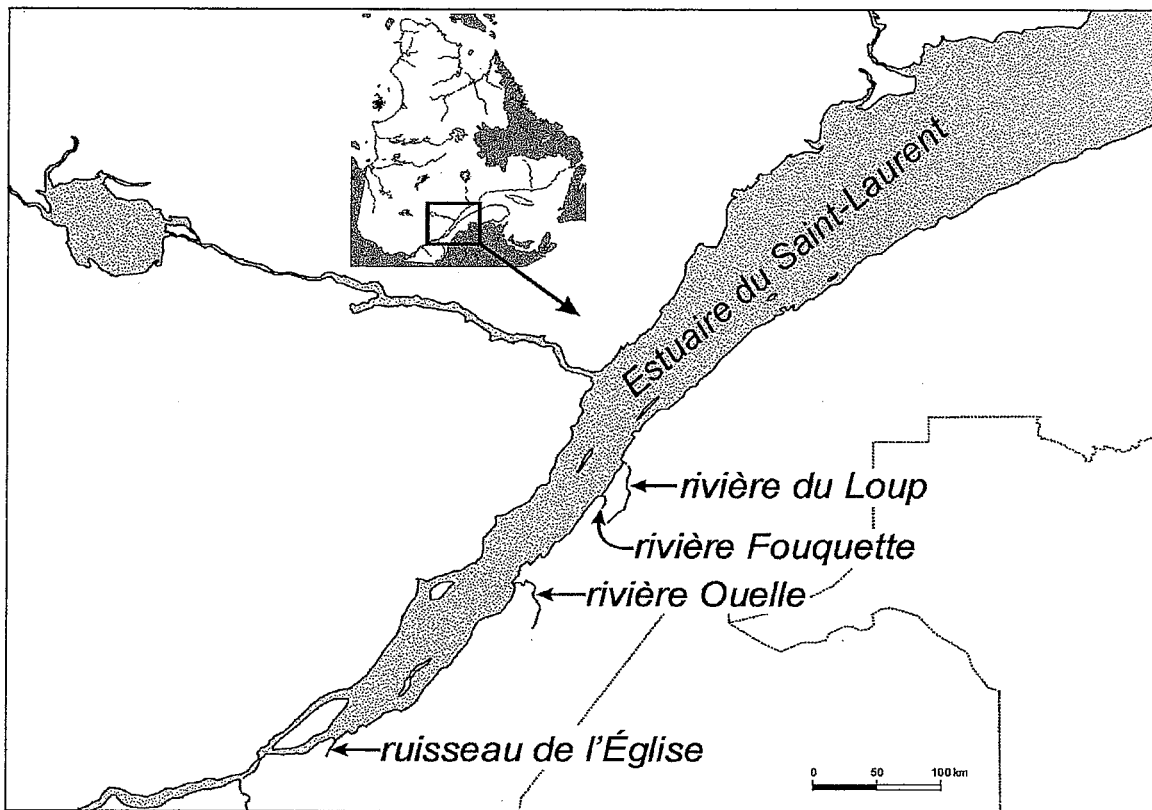 Estuaire du Saint-Laurent
rivière du Loup
rivière Fouquette
rivière Ouelle
ruisseau de l'Église
0 50 100 km